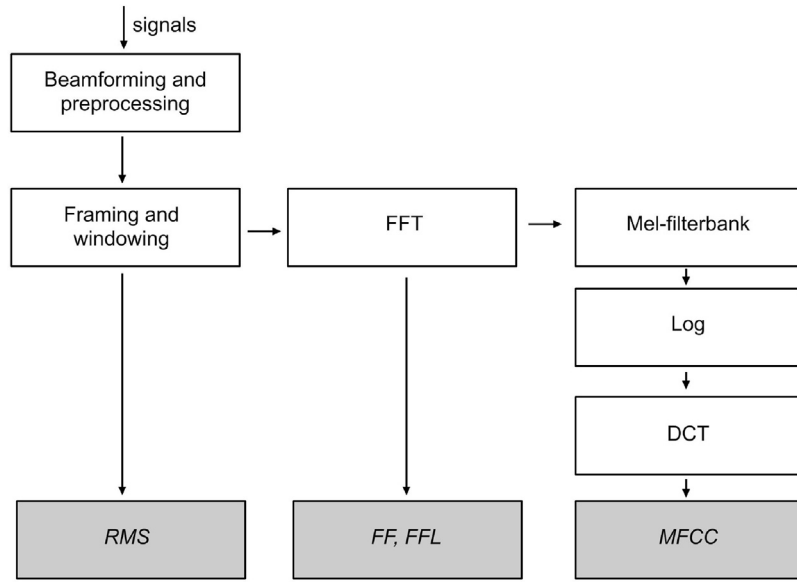 signals
Beamforming and
preprocessing
Framing and
windowing
FFT
Mel-filterbank
Log
DCT
RMS
FF, FFL
MFCC